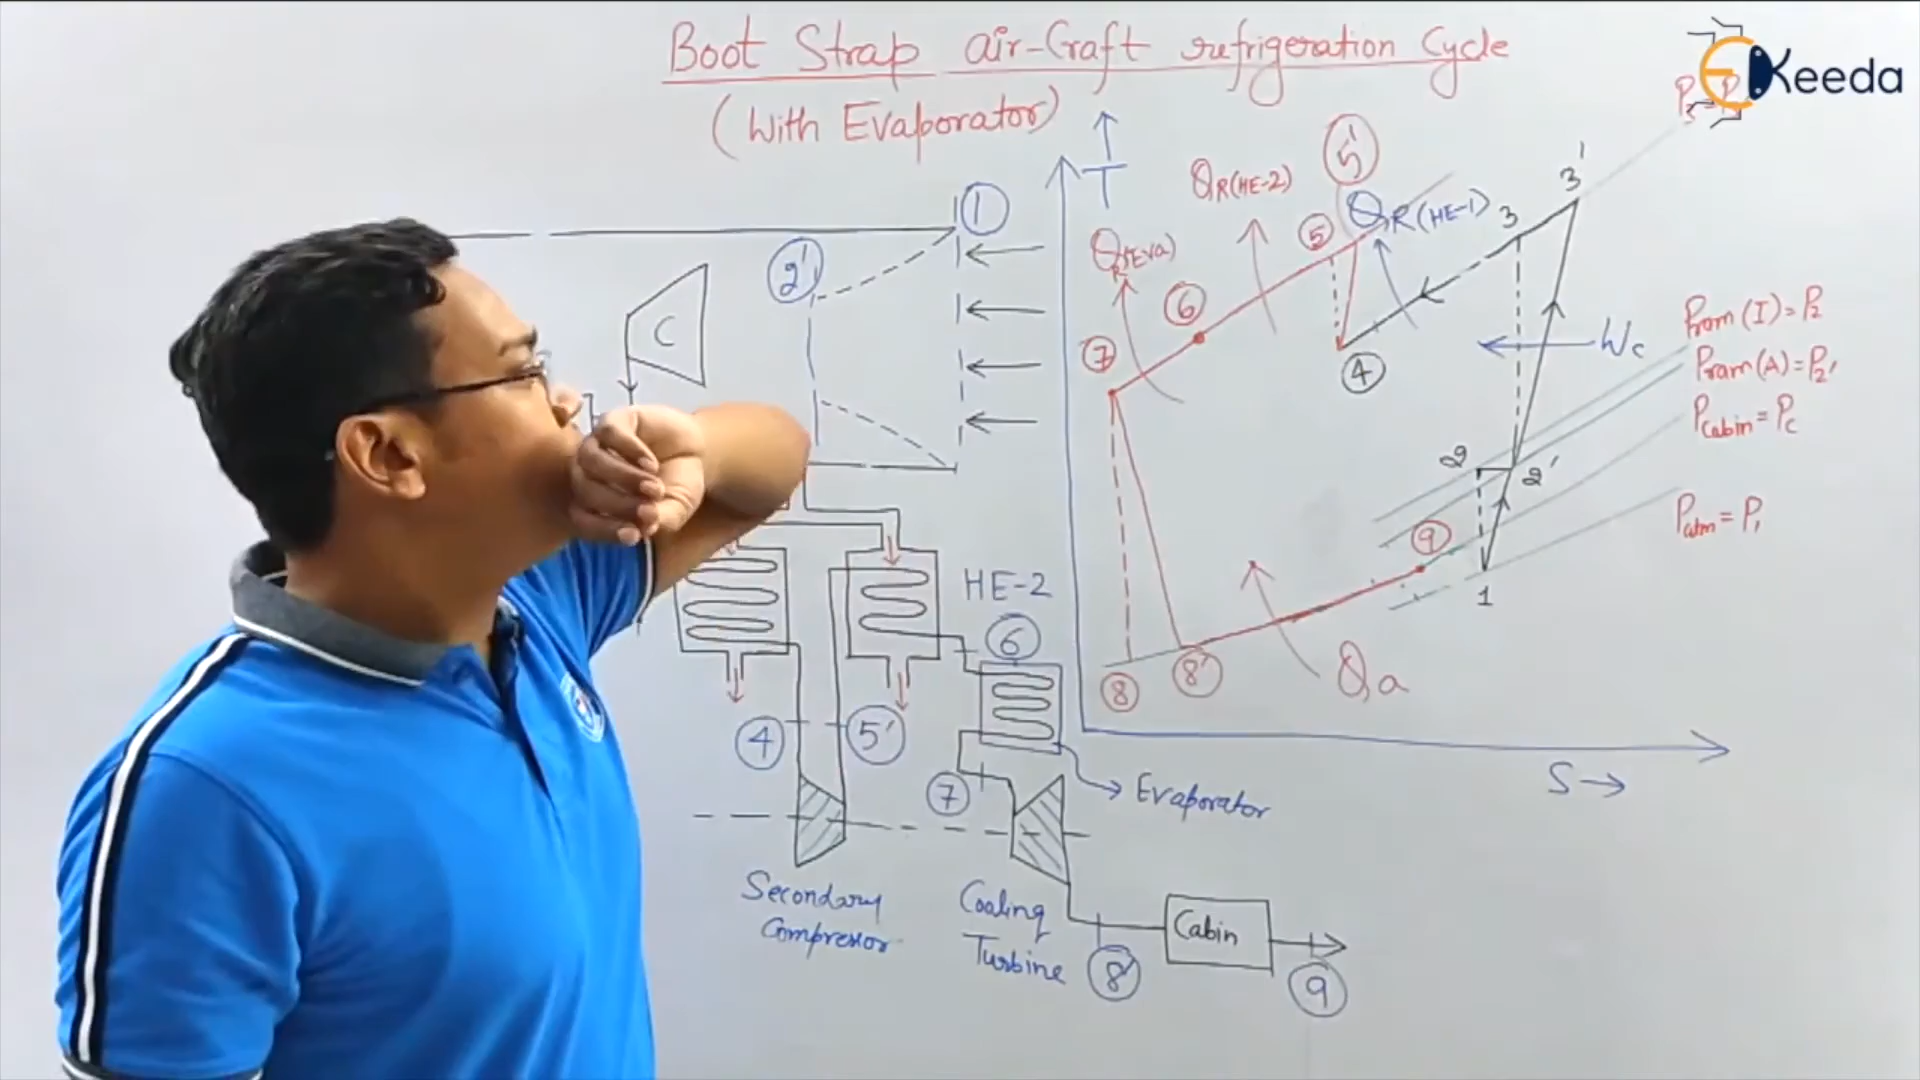 Boot Strap air-Craft refrigeration Cycle
(With Evaporator)
Keeda
T
1
2'
C
HE-2
6
4
5'
7
Evaporator
Secondary
Compressor
Cooling
Turbine
8'
Cabin
9
QR(Eva)
QR(HE-2)
5'
QR(HE-1)
5
3
3'
6
7
4
Wc
Pram (I) = P2
Pram (A) = P2'
Pcabin = Pc
Patm = P1
2
2'
9
1
8
8'
Qa
S →